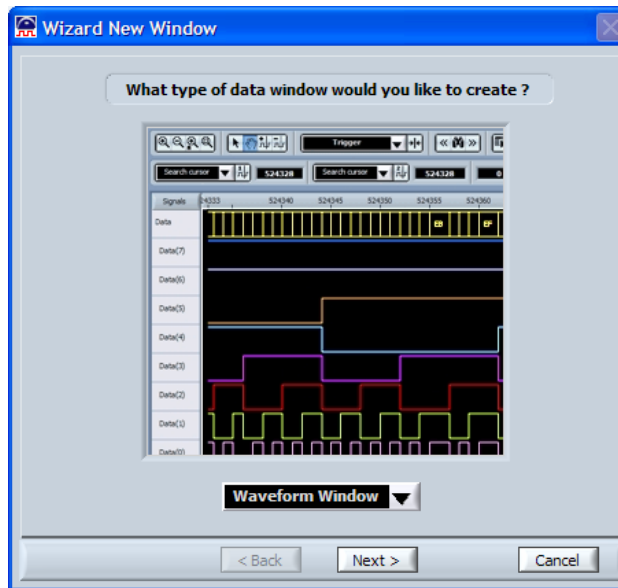 Wizard New Window
What type of data window would you like to create ?
Trigger
Search cursor 524328 Search cursor 524328 0
Signals 24333 524340 524345 524350 524355 524360
Data EB EF
Data(7)
Data(6)
Data(5)
Data(4)
Data(3)
Data(2)
Data(1)
Data(0)
Waveform Window
< Back Next > Cancel